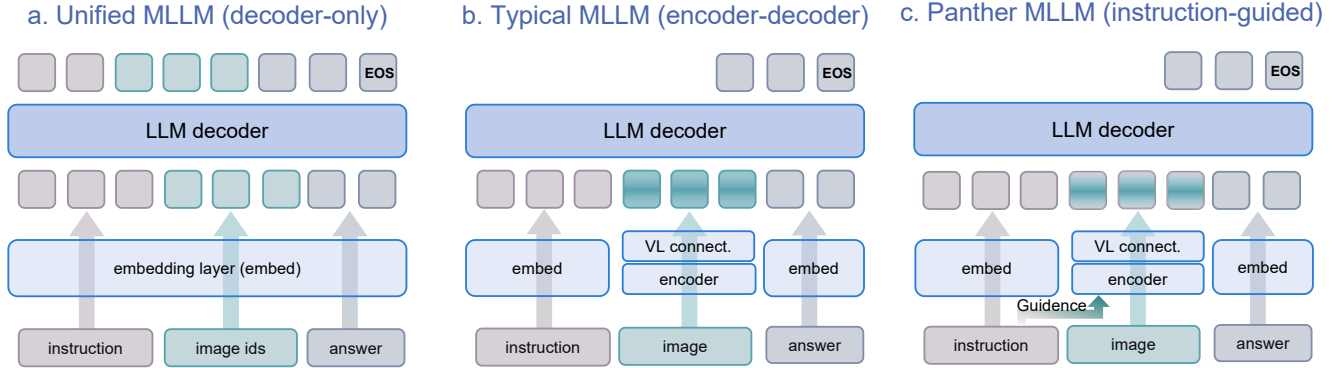 a. Unified MLLM (decoder-only)
EOS
LLM decoder
embedding layer (embed)
instruction
image ids
answer
b. Typical MLLM (encoder-decoder)
EOS
LLM decoder
embed
VL connect.
encoder
embed
instruction
image
answer
c. Panther MLLM (instruction-guided)
EOS
LLM decoder
embed
VL connect.
encoder
embed
Guidence
instruction
image
answer